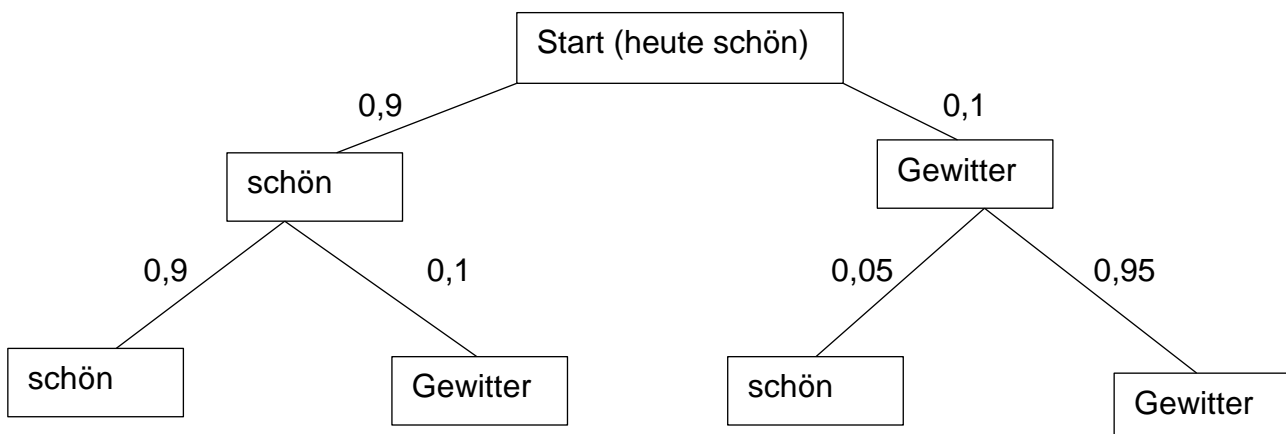 Start (heute schön)
0,9
0,1
schön
Gewitter
0,9
0,1
0,05
0,95
schön
Gewitter
schön
Gewitter